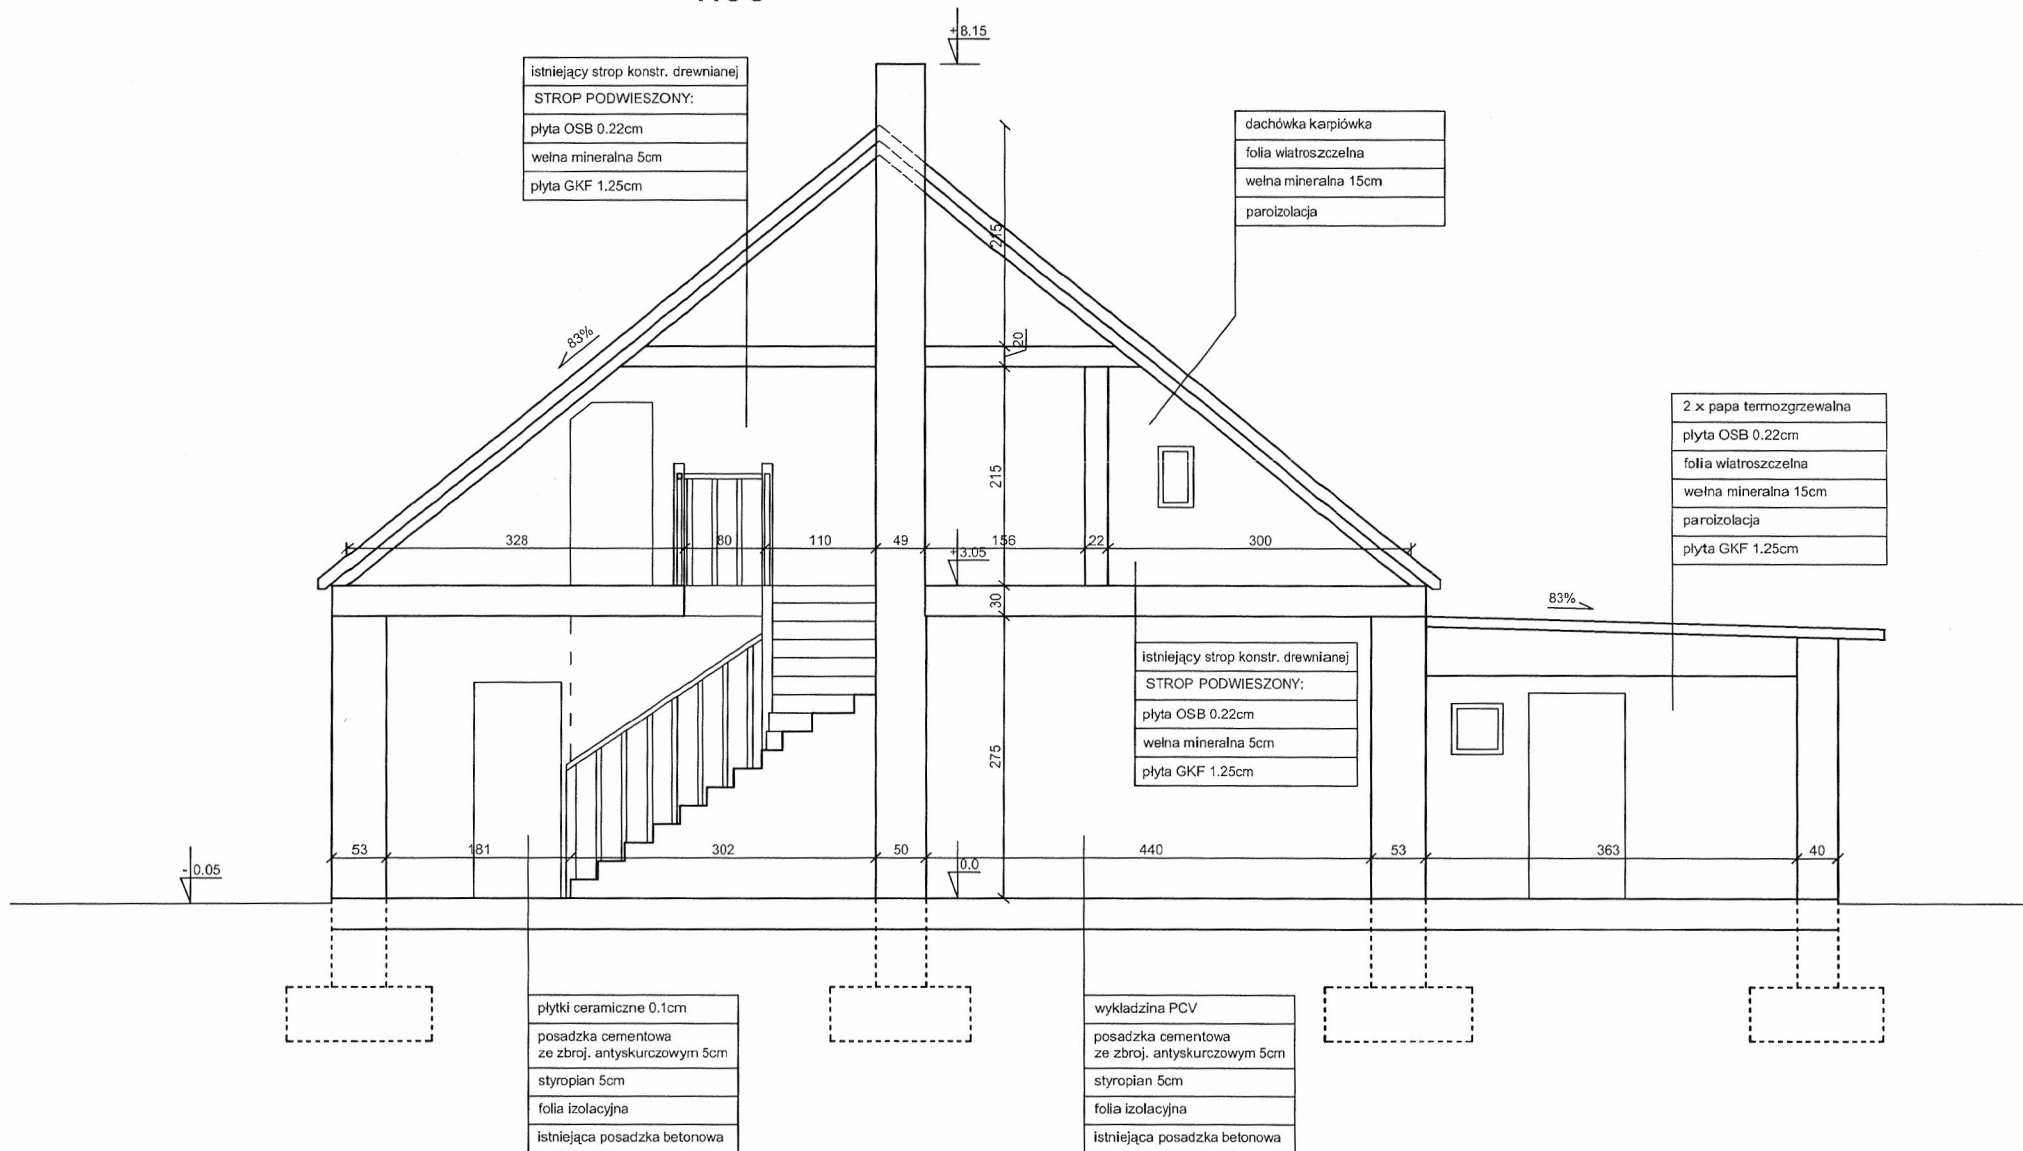 +8.15
istniejący strop konstr. drewnianej
STROP PODWIESZONY:
płyta OSB 0.22cm
wełna mineralna 5cm
płyta GKF 1.25cm
dachówka karpiówka
folia wiatroszczelna
wełna mineralna 15cm
paroizolacja
215
83%
20
2 x papa termozgrzewalna
płyta OSB 0.22cm
folia wiatroszczelna
wełna mineralna 15cm
paroizolacja
płyta GKF 1.25cm
215
328 80 110 49 156 22 300
+3.05
30
83%
istniejący strop konstr. drewnianej
STROP PODWIESZONY:
płyta OSB 0.22cm
wełna mineralna 5cm
płyta GKF 1.25cm
275
53 181 302 50 440 53 363 40
-0.05
0.0
płytki ceramiczne 0.1cm
posadzka cementowa
ze zbroj. antyskurczowym 5cm
styropian 5cm
folia izolacyjna
istniejąca posadzka betonowa
wykładzina PCV
posadzka cementowa
ze zbroj. antyskurczowym 5cm
styropian 5cm
folia izolacyjna
istniejąca posadzka betonowa